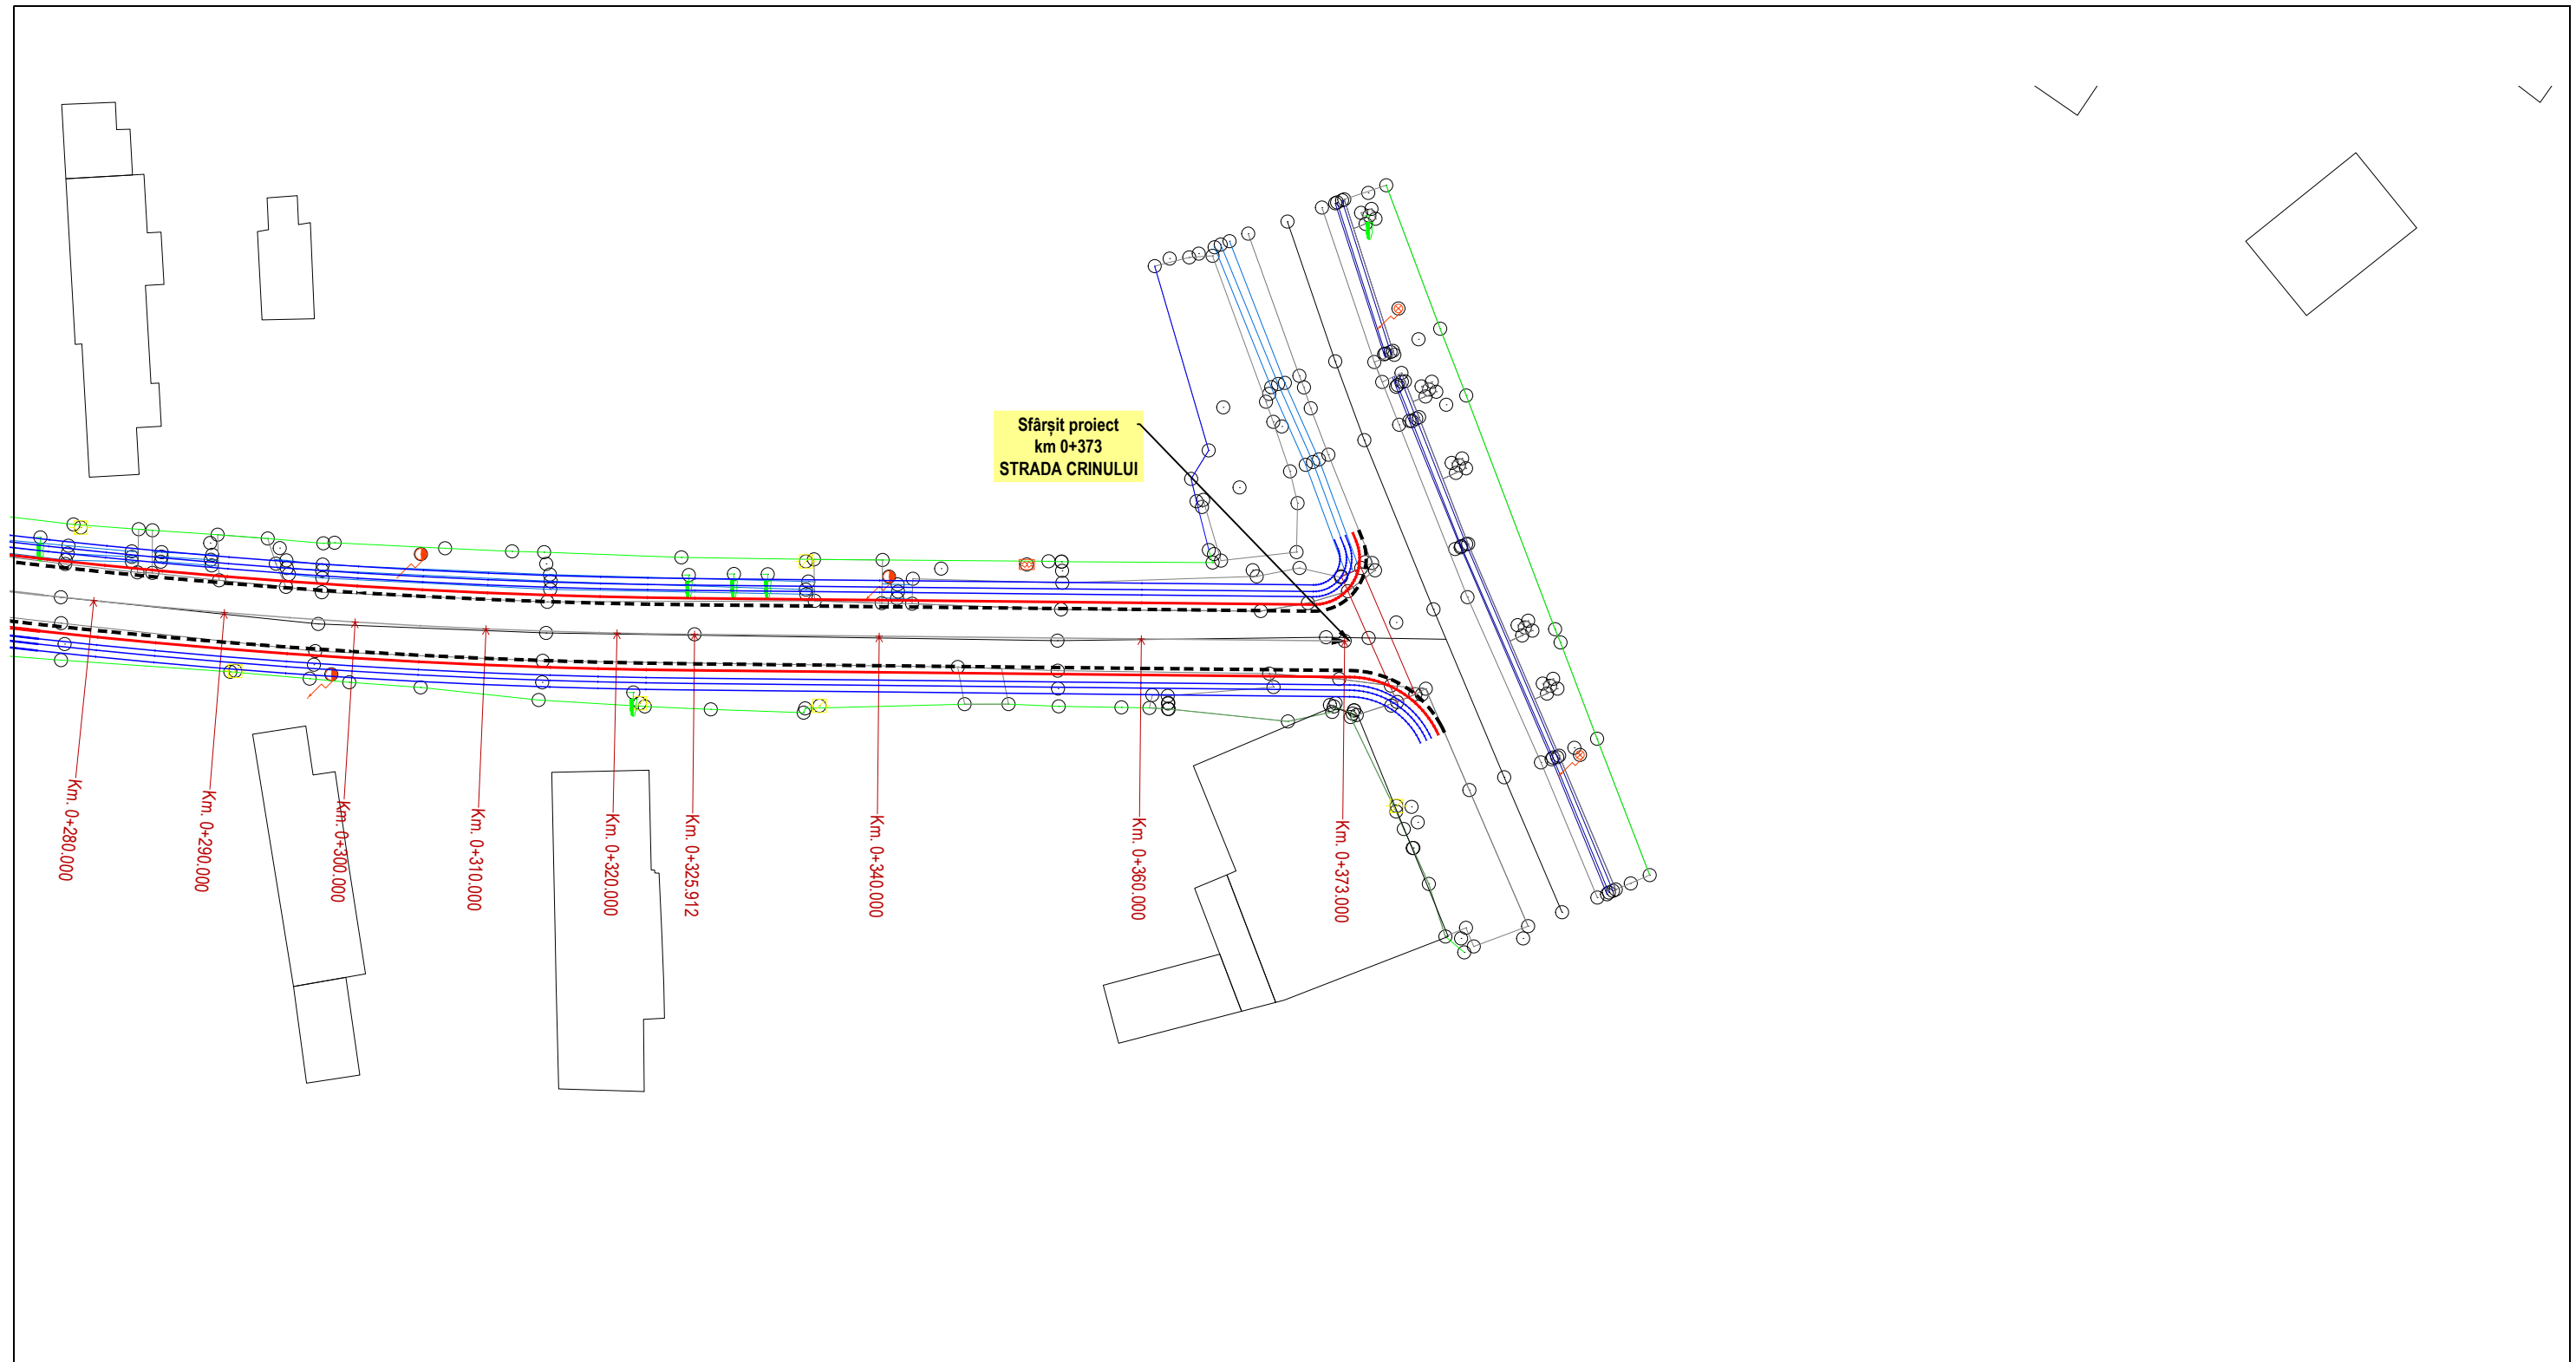 Sfârșit proiect
km 0+373
STRADA CRINULUI
Km. 0+280.000
Km. 0+290.000
Km. 0+300.000
Km. 0+310.000
Km. 0+320.000
Km. 0+325.912
Km. 0+340.000
Km. 0+360.000
Km. 0+373.000